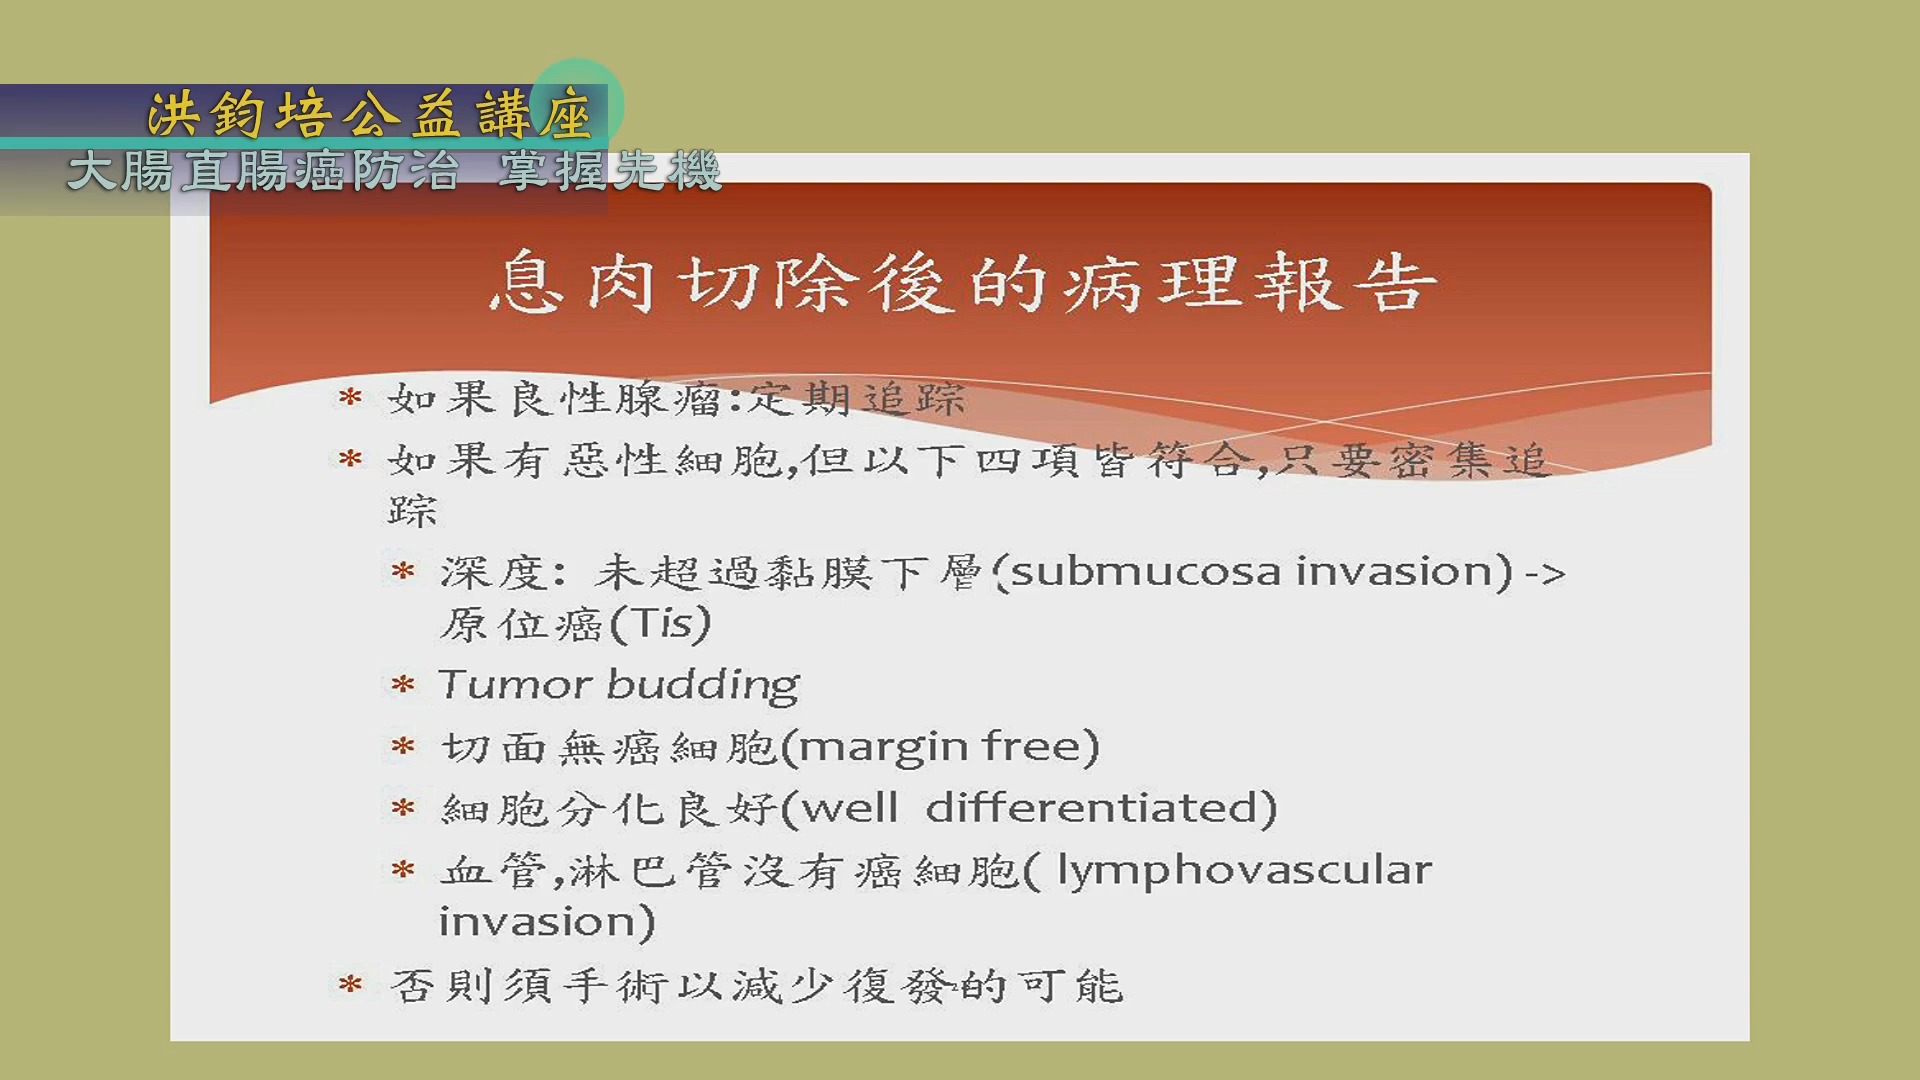 洪鈞培公益講座
大腸直腸癌防治 掌握先機
息肉切除後的病理報告
* 如果良性腺瘤:定期追踪
* 如果有惡性細胞,但以下四項皆符合,只要密集追
踪
* 深度: 未超過黏膜下層(submucosa invasion) ->
原位癌(Tis)
* Tumor budding
* 切面無癌細胞(margin free)
* 細胞分化良好(well differentiated)
* 血管,淋巴管沒有癌細胞( lymphovascular
invasion)
* 否則須手術以減少復發的可能